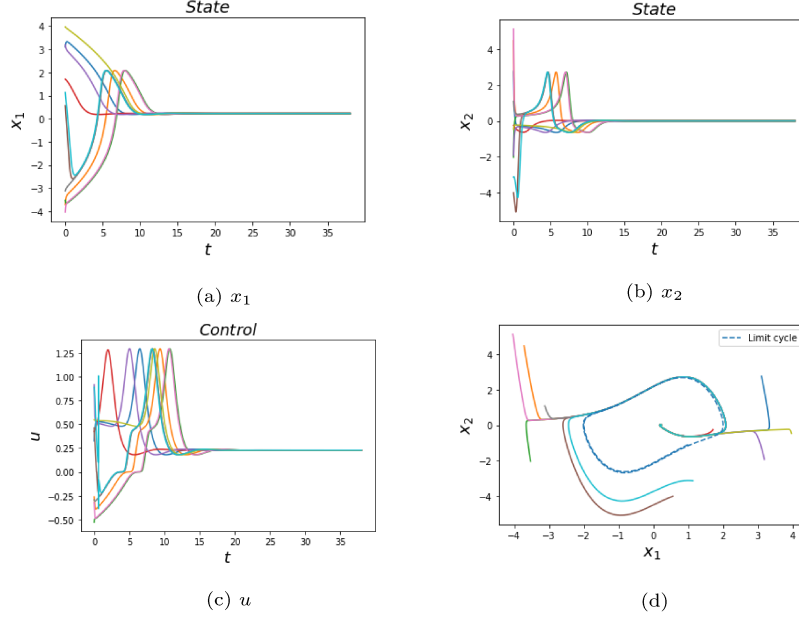 State
4
3
2
1
0
−1
−2
−3
−4
x₁
0 5 10 15 20 25 30 35
t
(a) x₁
State
4
2
0
−2
−4
x₂
0 5 10 15 20 25 30 35
t
(b) x₂
Control
1.25
1.00
0.75
0.50
0.25
0.00
−0.25
−0.50
u
0 5 10 15 20 25 30 35
t
(c) u
Limit cycle
4
2
0
−2
−4
x₂
−4 −3 −2 −1 0 1 2 3 4
x₁
(d)